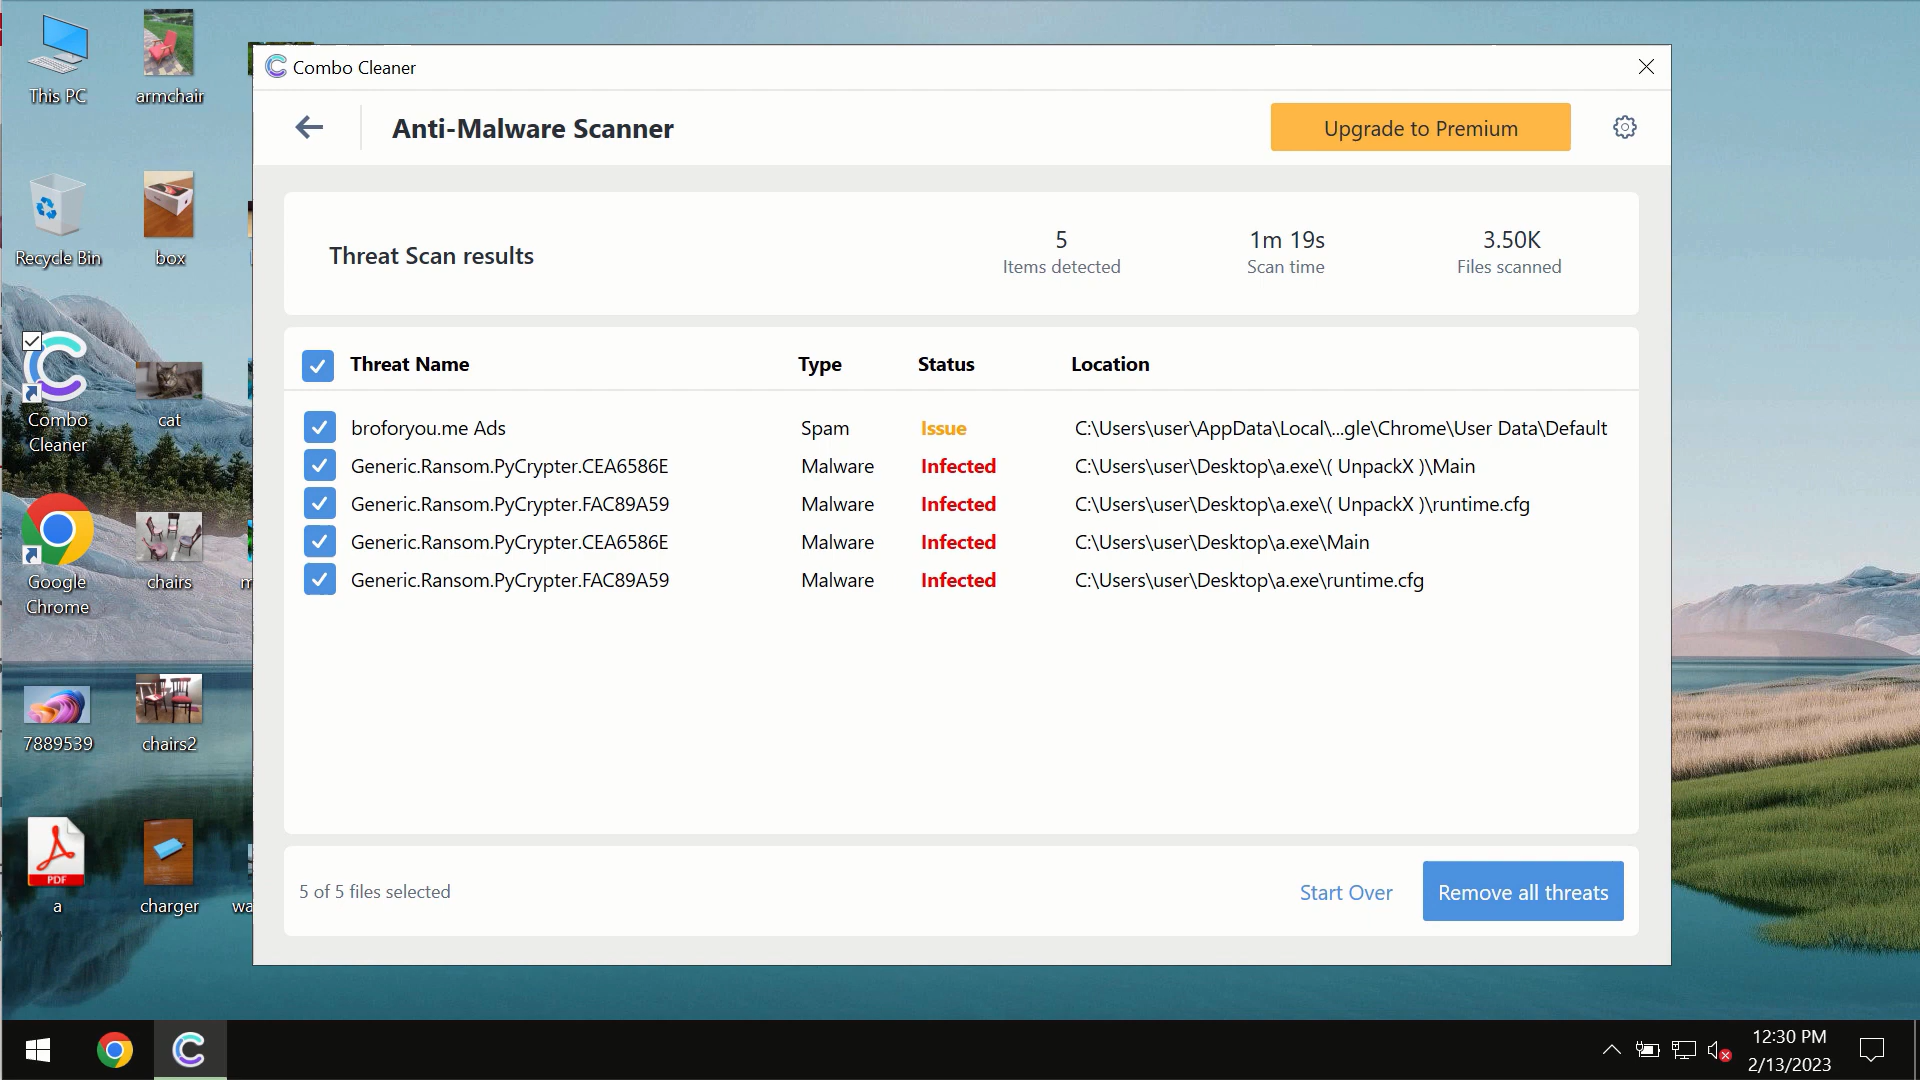 Combo Cleaner
Anti-Malware Scanner
Upgrade to Premium
Threat Scan results
5
Items detected
1m 19s
Scan time
3.50K
Files scanned
Threat Name Type Status Location
broforyou.me Ads Spam Issue C:\Users\user\AppData\Local\...gle\Chrome\User Data\Default
Generic.Ransom.PyCrypter.CEA6586E Malware Infected C:\Users\user\Desktop\a.exe\( UnpackX )\Main
Generic.Ransom.PyCrypter.FAC89A59 Malware Infected C:\Users\user\Desktop\a.exe\( UnpackX )\runtime.cfg
Generic.Ransom.PyCrypter.CEA6586E Malware Infected C:\Users\user\Desktop\a.exe\Main
Generic.Ransom.PyCrypter.FAC89A59 Malware Infected C:\Users\user\Desktop\a.exe\runtime.cfg
5 of 5 files selected
Start Over
Remove all threats
This PC
armchair
Recycle Bin
box
Combo
Cleaner
cat
Google
Chrome
chairs
7889539
chairs2
PDF
a
charger
12:30 PM
2/13/2023